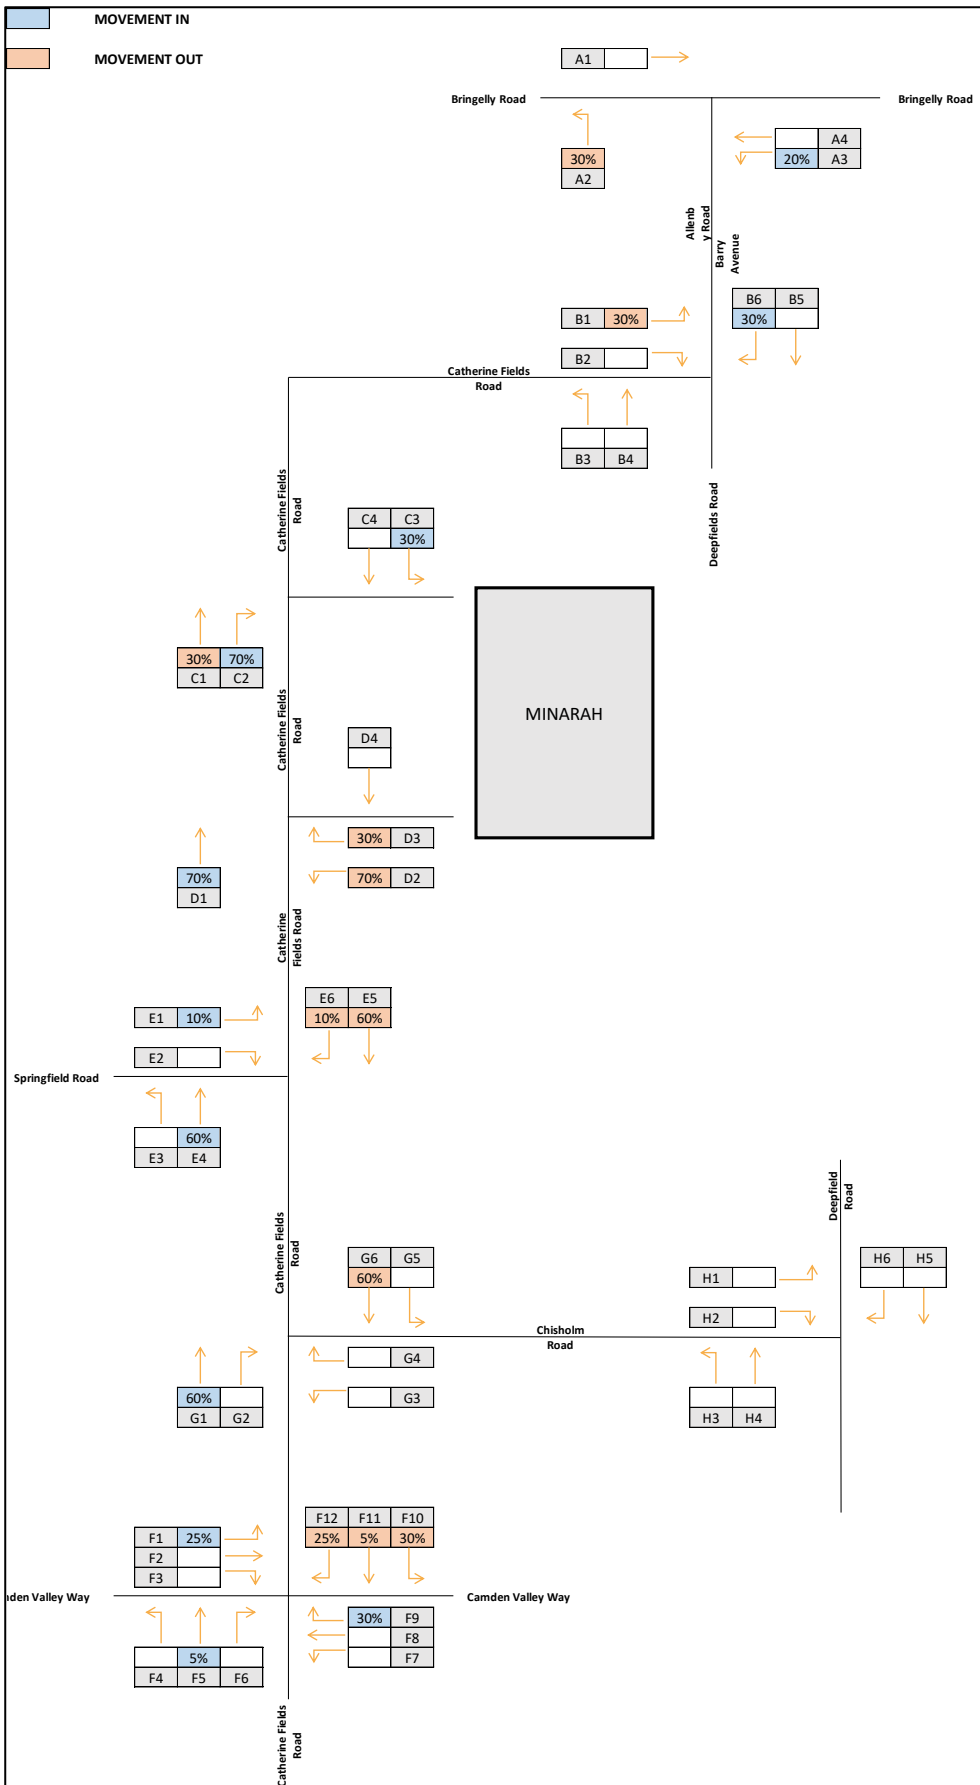 MOVEMENT IN
MOVEMENT OUT
A1
Bringelly Road
Bringelly Road
A4
30%
20% A3
A2
Allenb
y Road
Barry
Avenue
B6 B5
B1 30%
30%
B2
Catherine Fields
Road
B3 B4
Deepfields Road
Catherine Fields
Road
C4 C3
30%
30% 70%
C1 C2
MINARAH
Catherine Fields
Road
D4
30% D3
70% D2
70%
D1
Catherine
Fields Road
E6 E5
10% 60%
E1 10%
E2
Springfield Road
60%
E3 E4
Deepfield
Road
Catherine Fields
Road
G6 G5
60%
H6 H5
H1
H2
Chisholm
Road
G4
G3
60%
G1 G2
H3 H4
F12 F11 F10
25% 5% 30%
F1 25%
F2
F3
nden Valley Way
Camden Valley Way
30% F9
F8
F7
5%
F4 F5 F6
Catherine Fields
Road